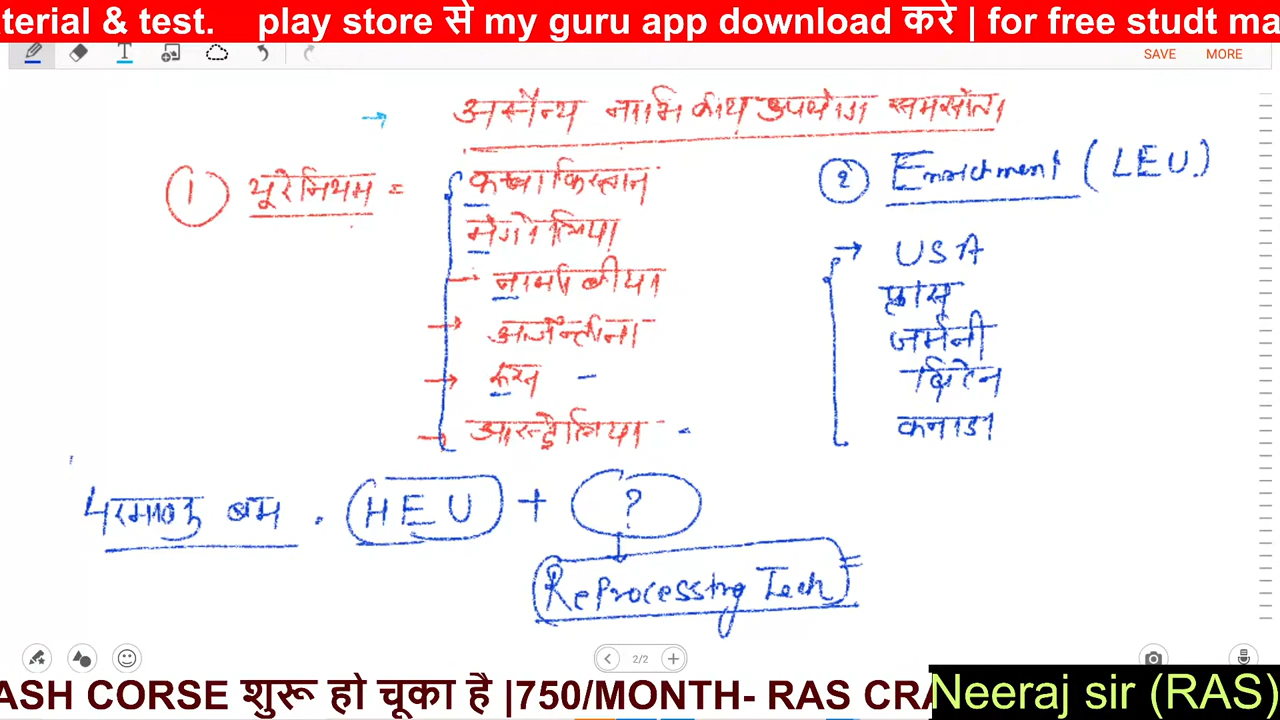 terial & test. play store से my guru app download करे | for free studt ma
SAVE MORE
असैन्य नाभिकीय उपयोग समझौता
① यूरेनियम =
कजाकिस्तान
मंगोलिया
नामीबीया
अर्जेन्तीना
आस्ट्रेलिया
② Enrichment (LEU)
USA
फ्रांस
जर्मनी
ब्रिटेन
कनाडा
परमाणु बम . HEU + ?
Reprocessing Tech
2/2
ASH CORSE शुरू हो चूका है |750/MONTH- RAS CRA
Neeraj sir (RAS)